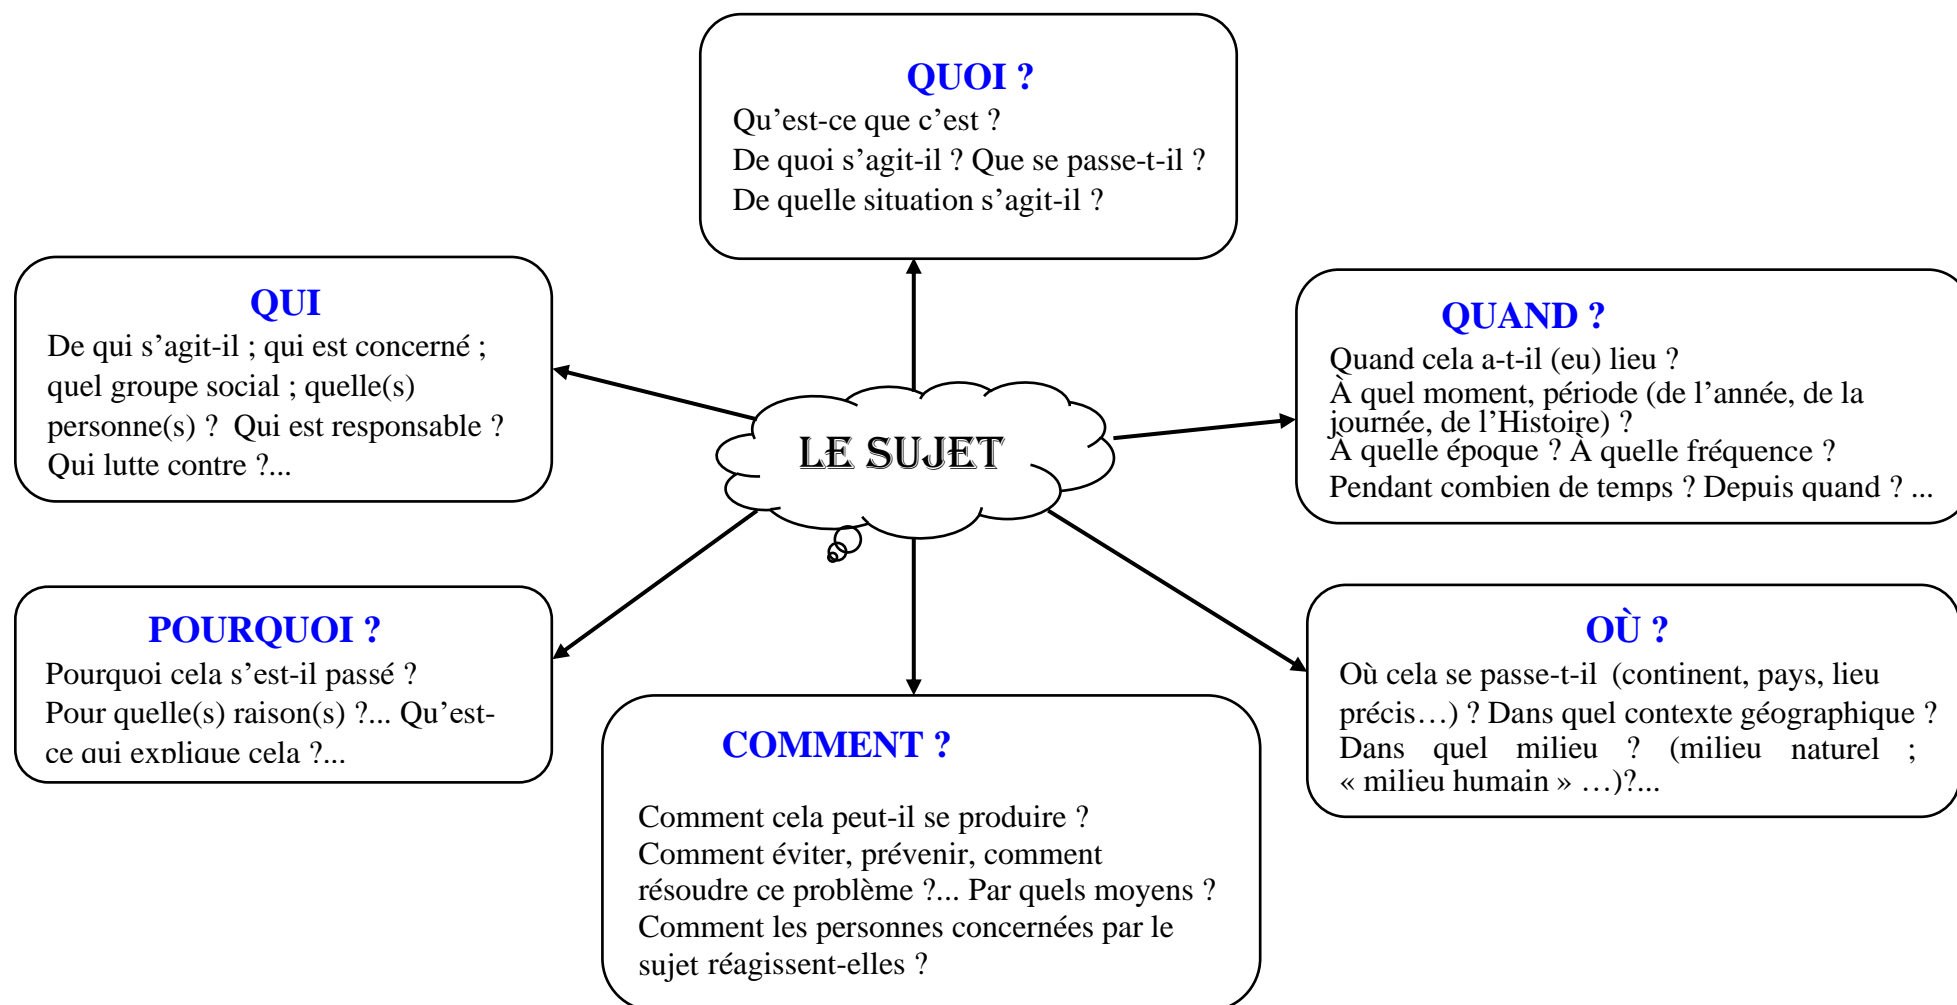 QUOI ?
Qu’est-ce que c’est ?
De quoi s’agit-il ? Que se passe-t-il ?
De quelle situation s’agit-il ?
QUI
De qui s’agit-il ; qui est concerné ;
quel groupe social ; quelle(s)
personne(s) ?  Qui est responsable ?
Qui lutte contre ?...
QUAND ?
Quand cela a-t-il (eu) lieu ?
À quel moment, période (de l’année, de la
journée, de l’Histoire) ?
À quelle époque ? À quelle fréquence ?
Pendant combien de temps ? Depuis quand ? ...
LE SUJET
POURQUOI ?
Pourquoi cela s’est-il passé ?
Pour quelle(s) raison(s) ?... Qu’est-
ce qui explique cela ?...
COMMENT ?
Comment cela peut-il se produire ?
Comment éviter, prévenir, comment
résoudre ce problème ?... Par quels moyens ?
Comment les personnes concernées par le
sujet réagissent-elles ?
OÙ ?
Où cela se passe-t-il  (continent, pays, lieu
précis…) ? Dans quel contexte géographique ?
Dans quel milieu ? (milieu naturel ;
« milieu humain » …)?...